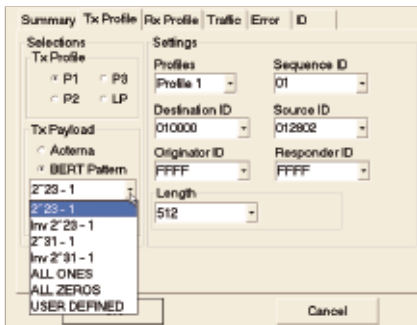 Summary Tx Profile Rx Profile Traffic Error ID
Selections
Tx Profile
P1 P3
P2 LP
Tx Payload
Acterna
BERT Pattern
2^23 - 1
2^23 - 1
Inv 2^23 - 1
2^31 - 1
Inv 2^31 - 1
ALL ONES
ALL ZEROS
USER DEFINED
Settings
Profiles Sequence ID
Profile 1 01
Destination ID Source ID
010000 012802
Originator ID Responder ID
FFFF FFFF
Length
512
Cancel